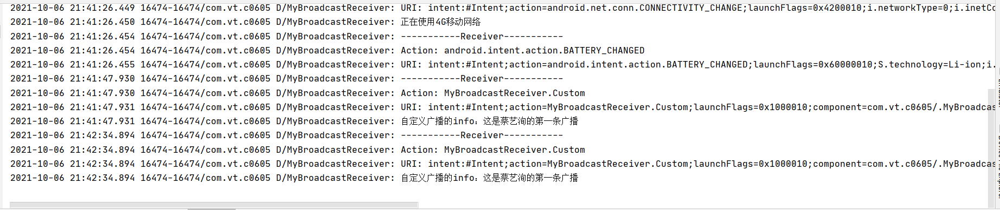 2021-10-06 21:41:26.449 16474-16474/com.vt.c0605 D/MyBroadcastReceiver: URI: intent:#Intent;action=android.net.conn.CONNECTIVITY_CHANGE;launchFlags=0x4200010;i.networkType=0;i.inetCo
2021-10-06 21:41:26.450 16474-16474/com.vt.c0605 D/MyBroadcastReceiver: 正在使用4G移动网络
2021-10-06 21:41:26.454 16474-16474/com.vt.c0605 D/MyBroadcastReceiver: -----------Receiver-----------
2021-10-06 21:41:26.454 16474-16474/com.vt.c0605 D/MyBroadcastReceiver: Action: android.intent.action.BATTERY_CHANGED
2021-10-06 21:41:26.455 16474-16474/com.vt.c0605 D/MyBroadcastReceiver: URI: intent:#Intent;action=android.intent.action.BATTERY_CHANGED;launchFlags=0x60000010;S.technology=Li-ion;i.
2021-10-06 21:41:47.930 16474-16474/com.vt.c0605 D/MyBroadcastReceiver: -----------Receiver-----------
2021-10-06 21:41:47.930 16474-16474/com.vt.c0605 D/MyBroadcastReceiver: Action: MyBroadcastReceiver.Custom
2021-10-06 21:41:47.931 16474-16474/com.vt.c0605 D/MyBroadcastReceiver: URI: intent:#Intent;action=MyBroadcastReceiver.Custom;launchFlags=0x1000010;component=com.vt.c0605/.MyBroadcas
2021-10-06 21:41:47.931 16474-16474/com.vt.c0605 D/MyBroadcastReceiver: 自定义广播的info：这是蔡艺洵的第一条广播
2021-10-06 21:42:34.894 16474-16474/com.vt.c0605 D/MyBroadcastReceiver: -----------Receiver-----------
2021-10-06 21:42:34.894 16474-16474/com.vt.c0605 D/MyBroadcastReceiver: Action: MyBroadcastReceiver.Custom
2021-10-06 21:42:34.894 16474-16474/com.vt.c0605 D/MyBroadcastReceiver: URI: intent:#Intent;action=MyBroadcastReceiver.Custom;launchFlags=0x1000010;component=com.vt.c0605/.MyBroadcas
2021-10-06 21:42:34.894 16474-16474/com.vt.c0605 D/MyBroadcastReceiver: 自定义广播的info：这是蔡艺洵的第一条广播